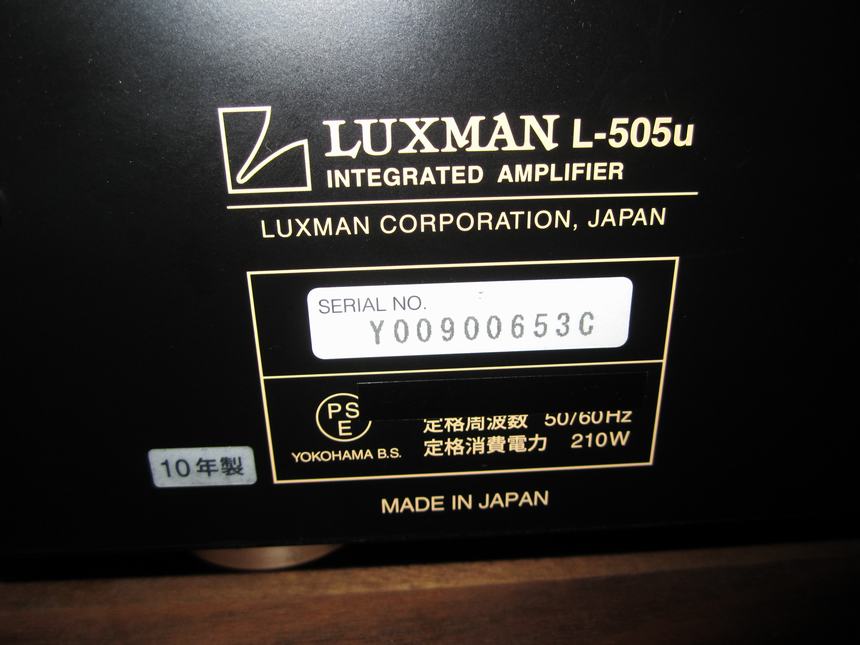 LUXMAN L-505u
INTEGRATED AMPLIFIER
LUXMAN CORPORATION, JAPAN
SERIAL NO.
Y00900653C
PS
E
定格周波数 50/60Hz
YOKOHAMA B.S.
定格消費電力 210W
10年製
MADE IN JAPAN